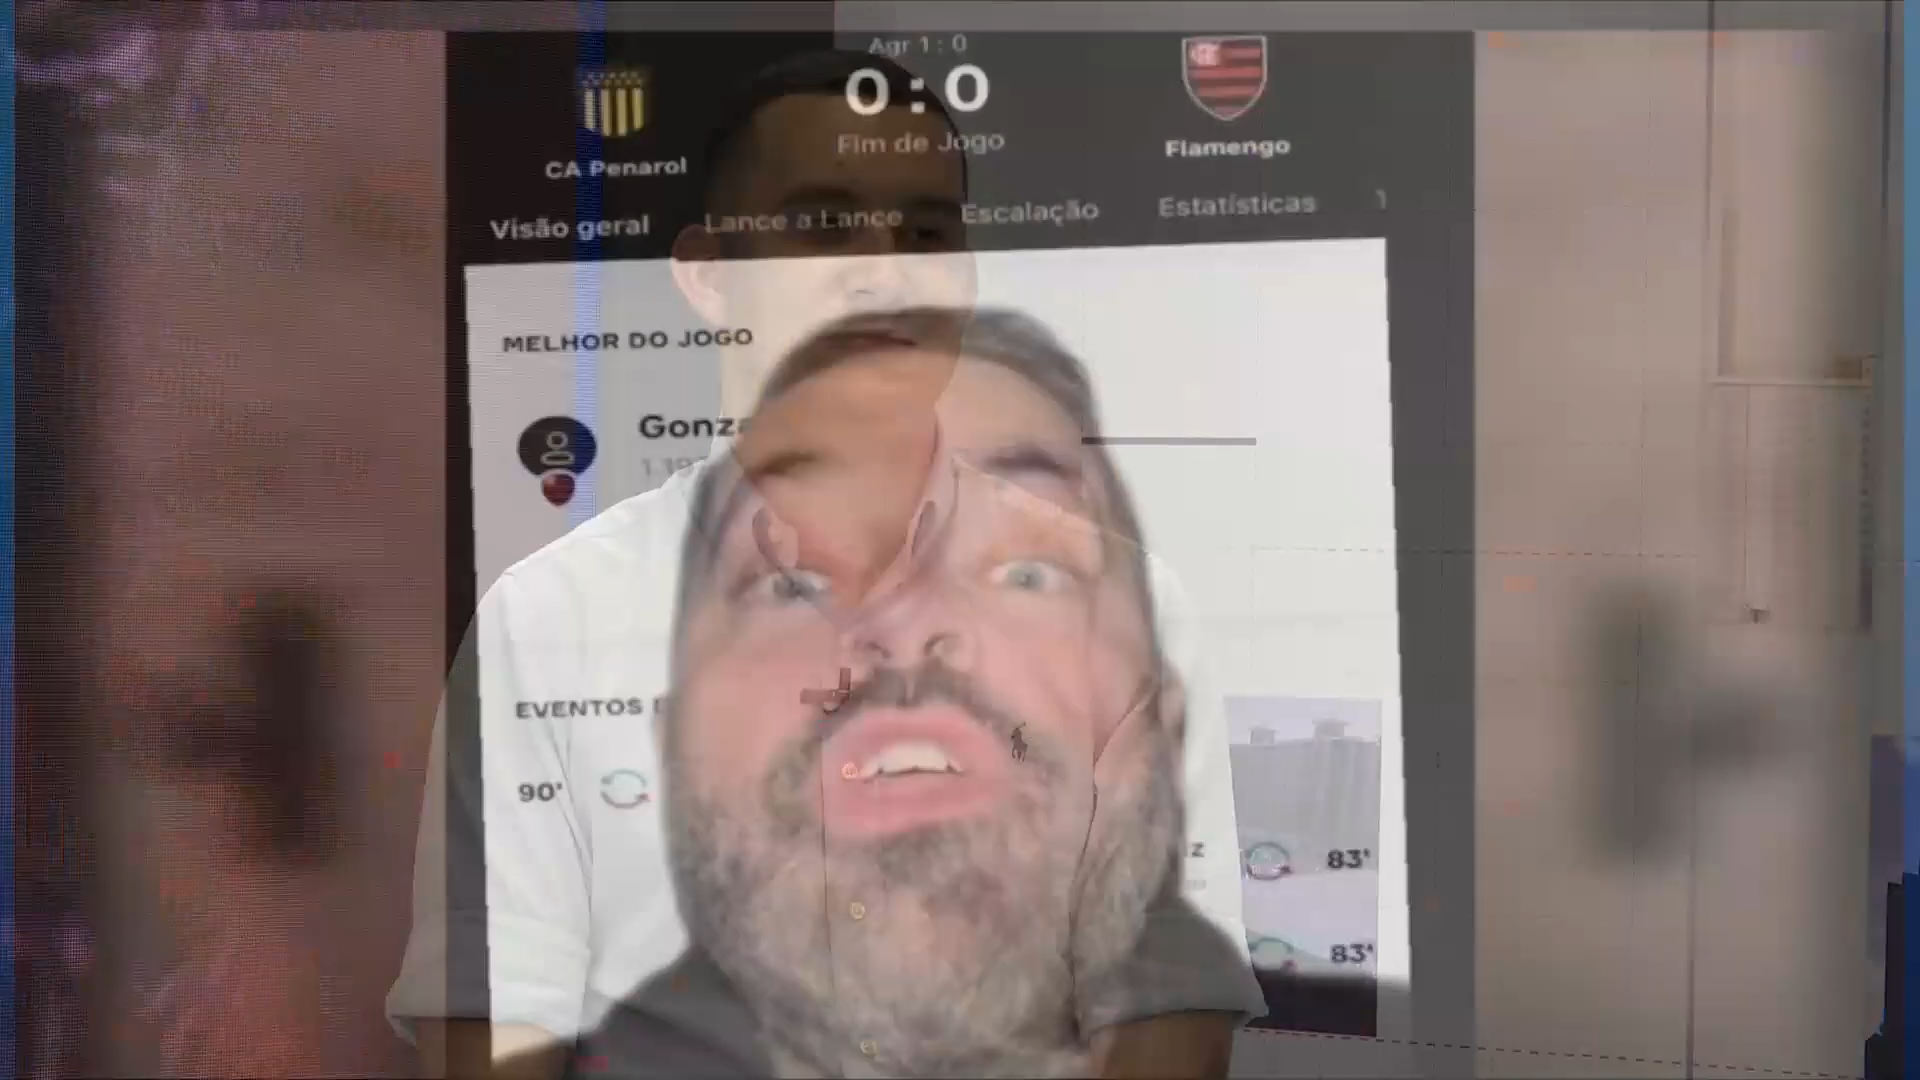 Agr 1 : 0
0 : 0
Fim de Jogo
CA Penarol
Flamengo
Visão geral Lance a Lance Escalação Estatísticas
MELHOR DO JOGO
EVENTOS
90'
83'
83'